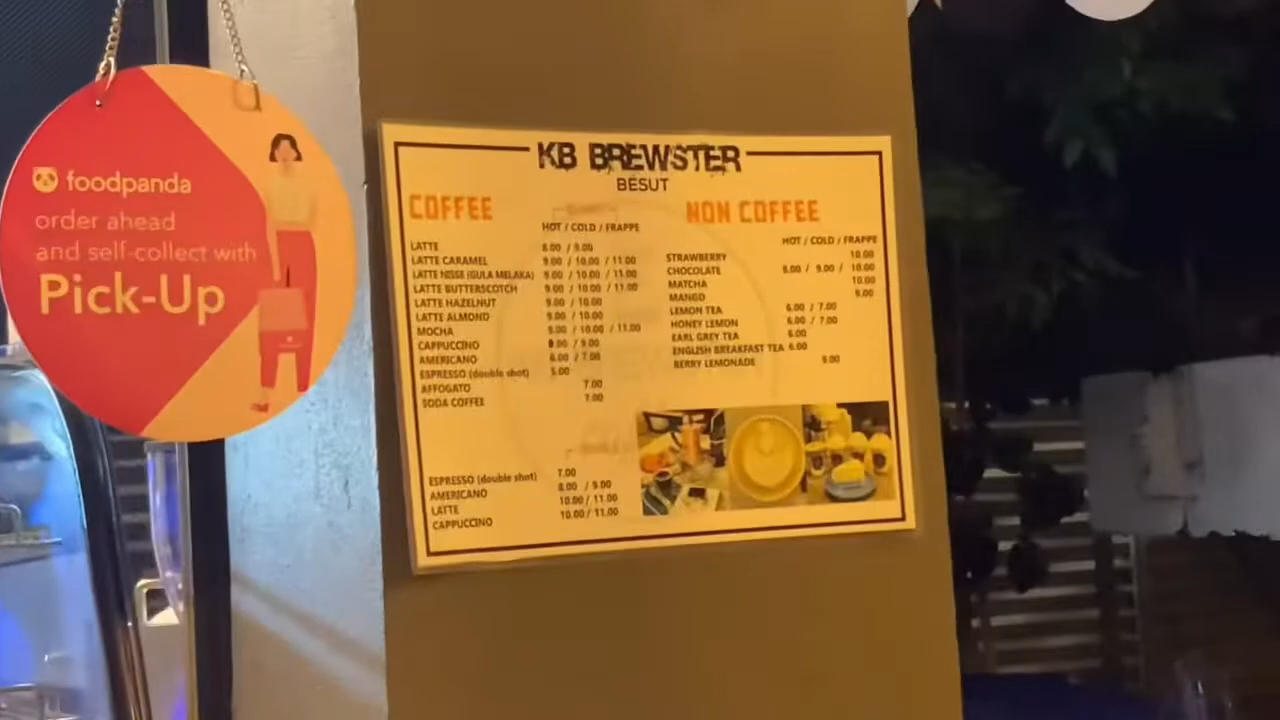 foodpanda
order ahead
and self-collect with
Pick-Up
KB BREWSTER
BESUT
COFFEE
HOT / COLD / FRAPPE
LATTE 8.00 / 9.00
LATTE CARAMEL 9.00 / 10.00 / 11.00
LATTE NISSE (GULA MELAKA) 9.00 / 10.00 / 11.00
LATTE BUTTERSCOTCH 9.00 / 10.00 / 11.00
LATTE HAZELNUT 9.00 / 10.00
LATTE ALMOND 9.00 / 10.00
MOCHA 9.00 / 10.00 / 11.00
CAPPUCCINO 8.00 / 9.00
AMERICANO 6.00 / 7.00
ESPRESSO (double shot) 5.00
AFFOGATO 7.00
SODA COFFEE 7.00
ESPRESSO (double shot) 7.00
AMERICANO 8.00 / 9.00
LATTE 10.00 / 11.00
CAPPUCCINO 10.00 / 11.00
NON COFFEE
HOT / COLD / FRAPPE
STRAWBERRY 10.00
CHOCOLATE 8.00 / 9.00 / 10.00
MATCHA 10.00
MANGO 9.00
LEMON TEA 6.00 / 7.00
HONEY LEMON 6.00 / 7.00
EARL GREY TEA 6.00
ENGLISH BREAKFAST TEA 6.00
BERRY LEMONADE 9.00